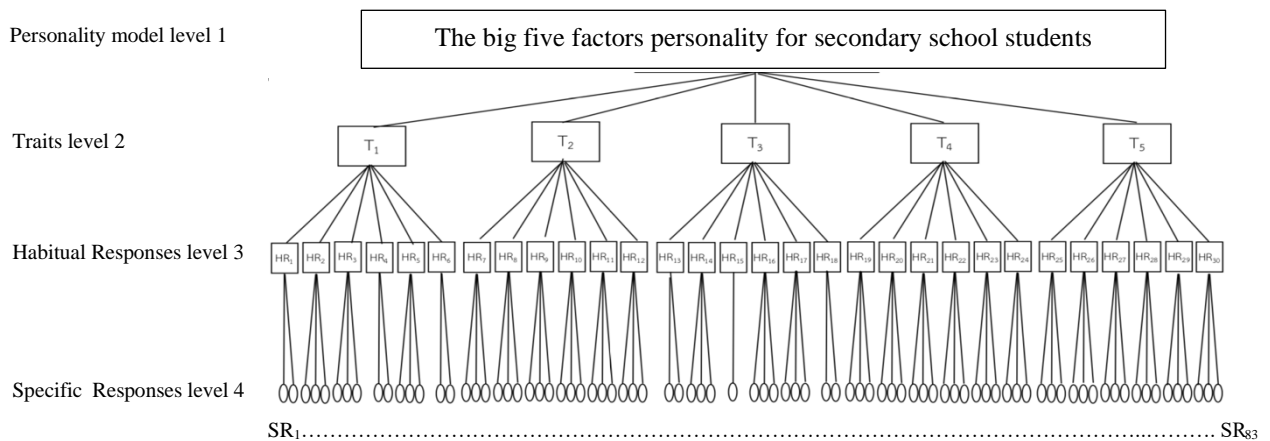 Personality model level 1
The big five factors personality for secondary school students
Traits level 2
T₁ T₂ T₃ T₄ T₅
Habitual Responses level 3
HR₁ HR₂ HR₃ HR₄ HR₅ HR₆ HR₇ HR₈ HR₉ HR₁₀ HR₁₁ HR₁₂ HR₁₃ HR₁₄ HR₁₅ HR₁₆ HR₁₇ HR₁₈ HR₁₉ HR₂₀ HR₂₁ HR₂₂ HR₂₃ HR₂₄ HR₂₅ HR₂₆ HR₂₇ HR₂₈ HR₂₉ HR₃₀
Specific Responses level 4
SR₁……………………………………………………………………………………………………...……… SR₈₃